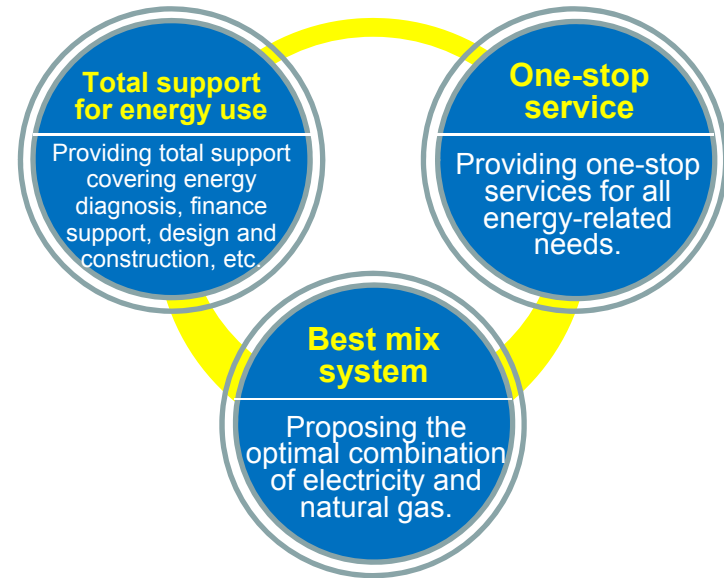 Total support
for energy use
Providing total support
covering energy
diagnosis, finance
support, design and
construction, etc.
One-stop
service
Providing one-stop
services for all
energy-related
needs.
Best mix
system
Proposing the
optimal combination
of electricity and
natural gas.